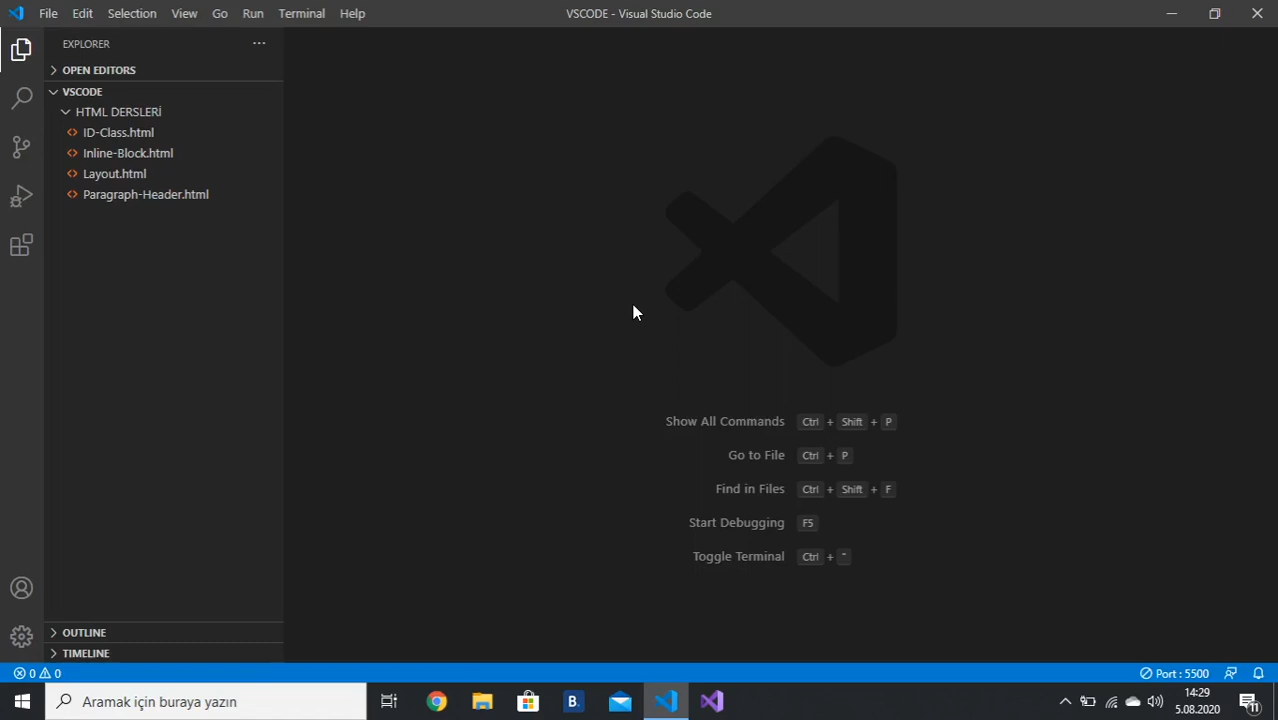 File Edit Selection View Go Run Terminal Help
VSCODE - Visual Studio Code
EXPLORER
OPEN EDITORS
VSCODE
HTML DERSLERİ
<> ID-Class.html
<> Inline-Block.html
<> Layout.html
<> Paragraph-Header.html
Show All Commands Ctrl + Shift + P
Go to File Ctrl + P
Find in Files Ctrl + Shift + F
Start Debugging F5
Toggle Terminal Ctrl + "
OUTLINE
TIMELINE
0 0
Port : 5500
Aramak için buraya yazın
B.
14:29
5.08.2020
11